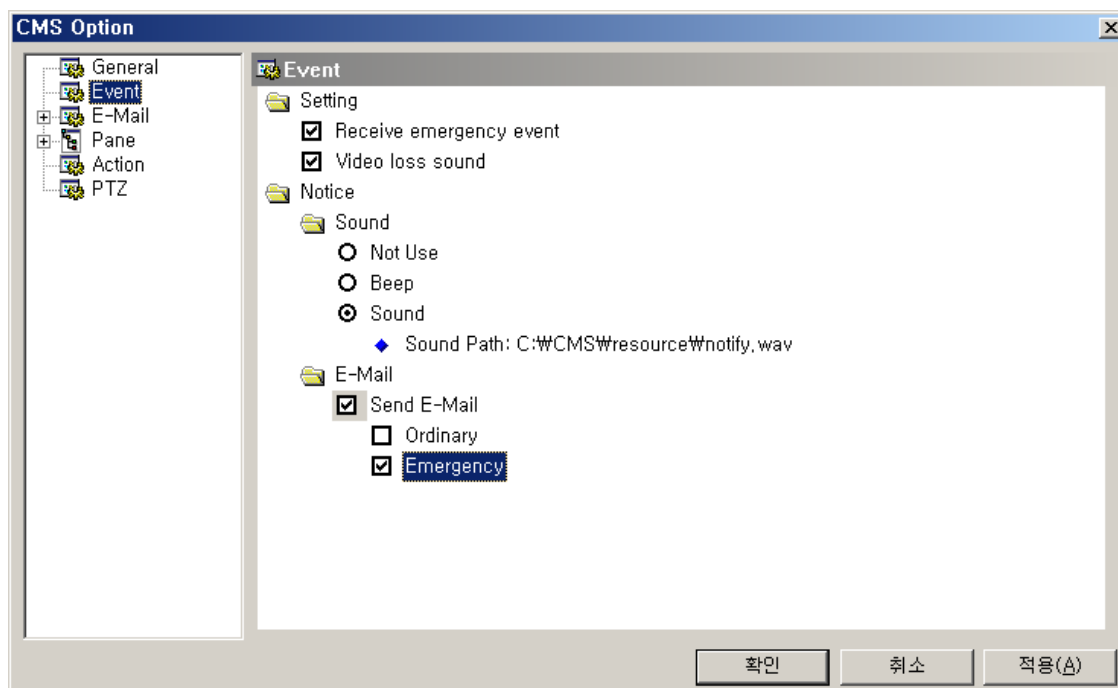 CMS Option
General
Event
E-Mail
Pane
Action
PTZ
Event
Setting
Receive emergency event
Video loss sound
Notice
Sound
Not Use
Beep
Sound
Sound Path: C:₩CMS₩resource₩notify.wav
E-Mail
Send E-Mail
Ordinary
Emergency
확인 취소 적용(A)